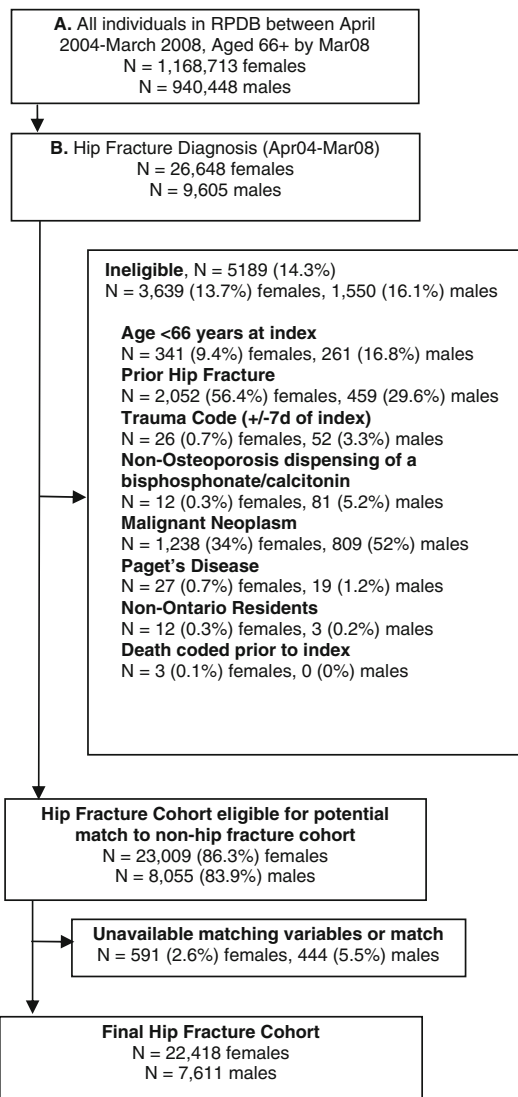 A. All individuals in RPDB between April
2004-March 2008, Aged 66+ by Mar08
N = 1,168,713 females
N = 940,448 males
B. Hip Fracture Diagnosis (Apr04-Mar08)
N = 26,648 females
N = 9,605 males
Ineligible, N = 5189 (14.3%)
N = 3,639 (13.7%) females, 1,550 (16.1%) males
Age <66 years at index
N = 341 (9.4%) females, 261 (16.8%) males
Prior Hip Fracture
N = 2,052 (56.4%) females, 459 (29.6%) males
Trauma Code (+/-7d of index)
N = 26 (0.7%) females, 52 (3.3%) males
Non-Osteoporosis dispensing of a
bisphosphonate/calcitonin
N = 12 (0.3%) females, 81 (5.2%) males
Malignant Neoplasm
N = 1,238 (34%) females, 809 (52%) males
Paget's Disease
N = 27 (0.7%) females, 19 (1.2%) males
Non-Ontario Residents
N = 12 (0.3%) females, 3 (0.2%) males
Death coded prior to index
N = 3 (0.1%) females, 0 (0%) males
Hip Fracture Cohort eligible for potential
match to non-hip fracture cohort
N = 23,009 (86.3%) females
N = 8,055 (83.9%) males
Unavailable matching variables or match
N = 591 (2.6%) females, 444 (5.5%) males
Final Hip Fracture Cohort
N = 22,418 females
N = 7,611 males